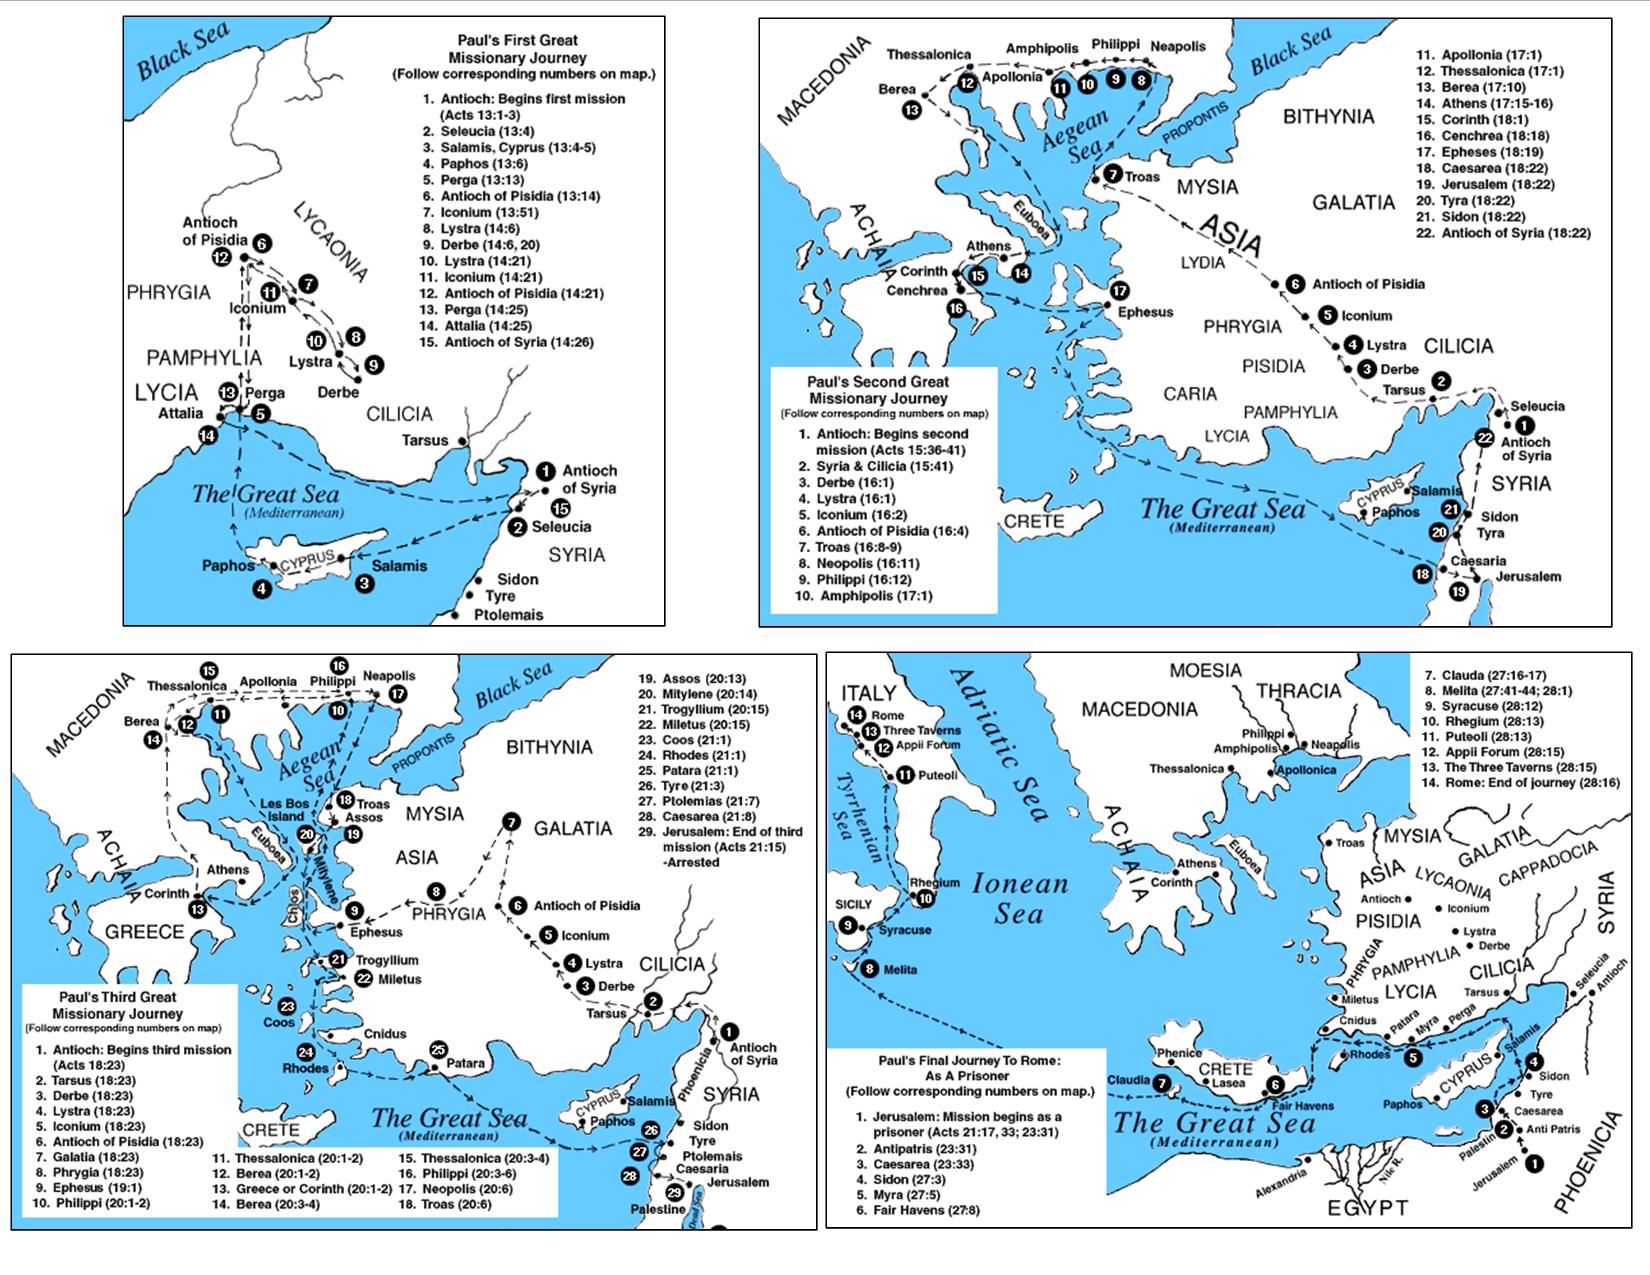 Black Sea
Paul's First Great
Missionary Journey
(Follow corresponding numbers on map.)
1. Antioch: Begins first mission
(Acts 13:1-3)
2. Seleucia (13:4)
3. Salamis, Cyprus (13:4-5)
4. Paphos (13:6)
5. Perga (13:13)
6. Antioch of Pisidia (13:14)
7. Iconium (13:51)
8. Lystra (14:6)
9. Derbe (14:6, 20)
10. Lystra (14:21)
11. Iconium (14:21)
12. Antioch of Pisidia (14:21)
13. Perga (14:25)
14. Attalia (14:25)
15. Antioch of Syria (14:26)
LYCAONIA
Antioch
of Pisidia 6
12
7
11
PHRYGIA
Iconium
10 8
PAMPHYLIA
Lystra 9
LYCIA 13 Perga Derbe
Attalia 5 CILICIA
14 Tarsus
1 Antioch
of Syria
The Great Sea
(Mediterranean)
15
2 Seleucia
SYRIA
Paphos CYPRUS Salamis
4 3
Sidon
Tyre
Ptolemais
MACEDONIA
Thessalonica Amphipolis Philippi Neapolis
Apollonia
12 11 10 9 8
Berea
13
Black Sea
Aegean
Sea
PROPONTIS
BITHYNIA
7 Troas
MYSIA
GALATIA
ASIA
ACHAIA
Euboea
Athens
LYDIA
Corinth 15 14
Cenchrea
16
17
Ephesus
6 Antioch of Pisidia
PHRYGIA
5 Iconium
4 Lystra
CILICIA
PISIDIA
3 Derbe
Tarsus 2
CARIA
PAMPHYLIA
LYCIA
Seleucia
1
22 Antioch
of Syria
SYRIA
CYPRUS Salamis
Paphos
21 Sidon
20 Tyra
CRETE
The Great Sea
(Mediterranean)
Caesaria
18 Jerusalem
19
11. Apollonia (17:1)
12. Thessalonica (17:1)
13. Berea (17:10)
14. Athens (17:15-16)
15. Corinth (18:1)
16. Cenchrea (18:18)
17. Epheses (18:19)
18. Caesarea (18:22)
19. Jerusalem (18:22)
20. Tyra (18:22)
21. Sidon (18:22)
22. Antioch of Syria (18:22)
Paul's Second Great
Missionary Journey
(Follow corresponding numbers on map)
1. Antioch: Begins second
mission (Acts 15:36-41)
2. Syria & Cilicia (15:41)
3. Derbe (16:1)
4. Lystra (16:1)
5. Iconium (16:2)
6. Antioch of Pisidia (16:4)
7. Troas (16:8-9)
8. Neopolis (16:11)
9. Philippi (16:12)
10. Amphipolis (17:1)
MACEDONIA
15 16
Thessalonica Apollonia Philippi Neapolis
17
11 10
Berea 12
14
Black Sea
Aegean
Sea
PROPONTIS
BITHYNIA
Les Bos
Island
18 Troas
Assos
20 19
MYSIA
7 GALATIA
Mitylene
ACHAIA
Euboea
Athens
ASIA
Corinth
13
Chios
8
PHRYGIA
9
Ephesus
GREECE
6 Antioch of Pisidia
5 Iconium
4 Lystra
3 Derbe
CILICIA
21 Trogyllium
22 Miletus
2
Tarsus
23
Coos
Cnidus
24
Rhodes
25
Patara
1
Antioch
of Syria
Phoenicia
SYRIA
CYPRUS Salamis
Paphos
CRETE
The Great Sea
(Mediterranean)
26 Sidon
Tyre
27 Ptolemais
28 Caesaria
Jerusalem
29
Palestine
Dead Sea
19. Assos (20:13)
20. Mitylene (20:14)
21. Trogyllium (20:15)
22. Miletus (20:15)
23. Coos (21:1)
24. Rhodes (21:1)
25. Patara (21:1)
26. Tyre (21:3)
27. Ptolemias (21:7)
28. Caesarea (21:8)
29. Jerusalem: End of third
mission (Acts 21:15)
-Arrested
Paul's Third Great
Missionary Journey
(Follow corresponding numbers on map)
1. Antioch: Begins third mission
(Acts 18:23)
2. Tarsus (18:23)
3. Derbe (18:23)
4. Lystra (18:23)
5. Iconium (18:23)
6. Antioch of Pisidia (18:23)
7. Galatia (18:23)
8. Phrygia (18:23)
9. Ephesus (19:1)
10. Philippi (20:1-2)
11. Thessalonica (20:1-2)
12. Berea (20:1-2)
13. Greece or Corinth (20:1-2)
14. Berea (20:3-4)
15. Thessalonica (20:3-4)
16. Philippi (20:3-6)
17. Neopolis (20:6)
18. Troas (20:6)
ITALY
14 Rome
13 Three Taverns
12 Appii Forum
11 Puteoli
Adriatic Sea
Tyrrhenian
Sea
MOESIA
THRACIA
MACEDONIA
Philippi
Amphipolis Neapolis
Thessalonica
Apollonica
7. Clauda (27:16-17)
8. Melita (27:41-44; 28:1)
9. Syracuse (28:12)
10. Rhegium (28:13)
11. Puteoli (28:13)
12. Appii Forum (28:15)
13. The Three Taverns (28:15)
14. Rome: End of journey (28:16)
ACHAIA
Troas
MYSIA
GALATIA
CAPPADOCIA
ASIA
LYCAONIA
Athens
Corinth
Euboea
Ionean
Sea
Rhegium
10
SICILY
9 Syracuse
8 Melita
Antioch
Iconium
PISIDIA
Lystra
Derbe
SYRIA
PHRYGIA
PAMPHYLIA
CILICIA
LYCIA
Tarsus
Seleucia
Antioch
Miletus
Cnidus
Patara
Myra
Perga
Rhodes
5
Salamis
CYPRUS
Paphos
4
Sidon
Tyre
3 Caesarea
2 Anti Patris
Palestin
Jerusalem 1
PHOENICIA
Phenice
CRETE
Lasea
Claudia 7
6
Fair Havens
The Great Sea
(Mediterranean)
Alexandria
Nile R.
EGYPT
Paul's Final Journey To Rome:
As A Prisoner
(Follow corresponding numbers on map.)
1. Jerusalem: Mission begins as a
prisoner (Acts 21:17, 33; 23:31)
2. Antipatris (23:31)
3. Caesarea (23:33)
4. Sidon (27:3)
5. Myra (27:5)
6. Fair Havens (27:8)